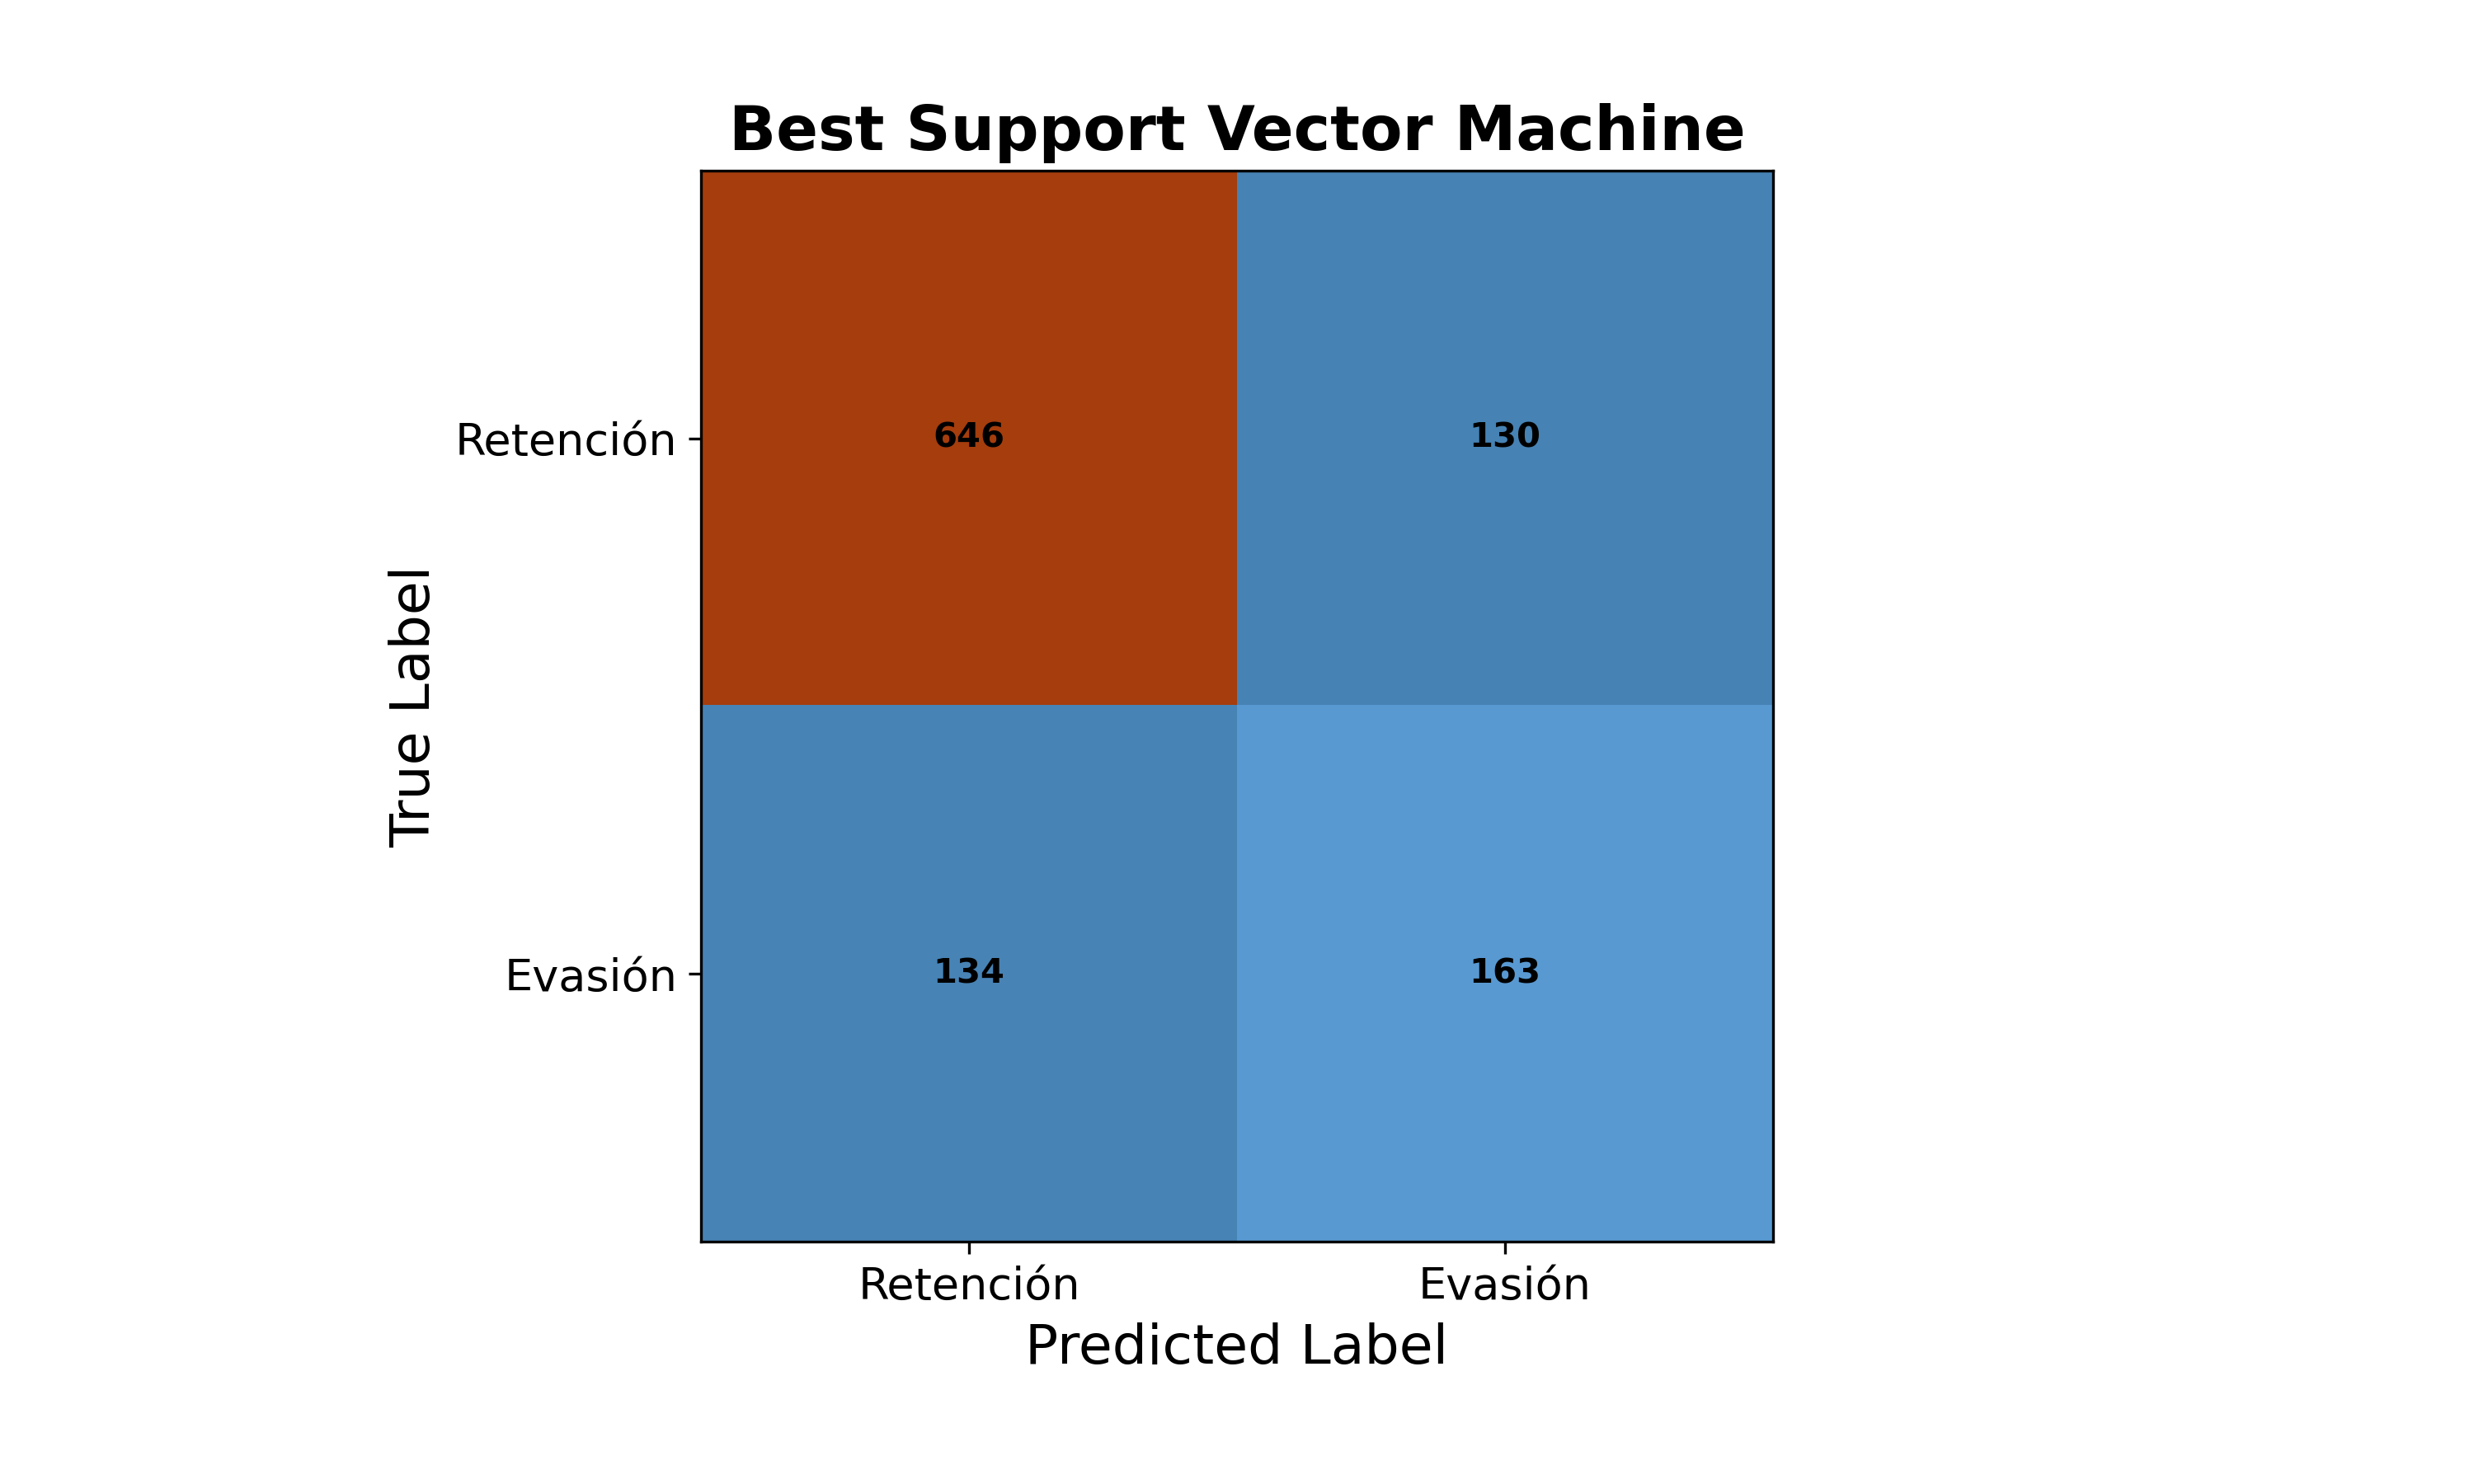 Best Support Vector Machine
True Label
Retención
646
130
Evasión
134
163
Retención
Evasión
Predicted Label